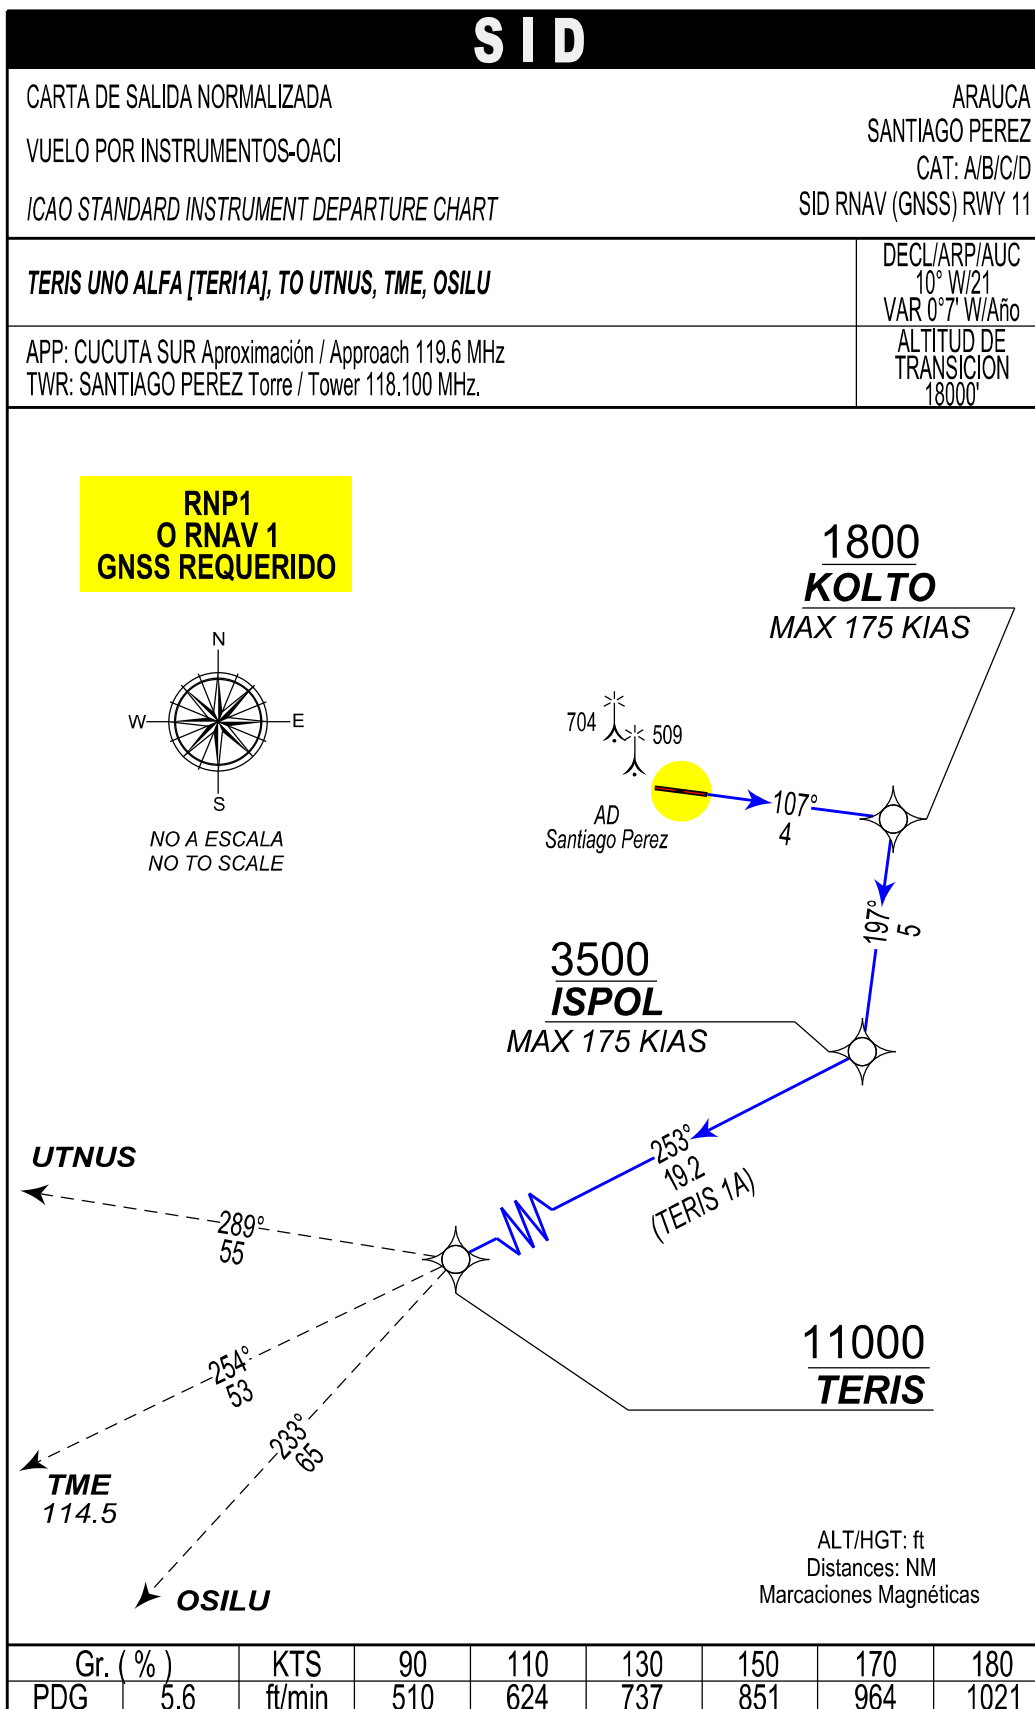 SID
CARTA DE SALIDA NORMALIZADA
VUELO POR INSTRUMENTOS-OACI
ICAO STANDARD INSTRUMENT DEPARTURE CHART
ARAUCA
SANTIAGO PEREZ
CAT: A/B/C/D
SID RNAV (GNSS) RWY 11
TERIS UNO ALFA [TERI1A], TO UTNUS, TME, OSILU
DECL/ARP/AUC
10° W/21
VAR 0°7' W/Año
APP: CUCUTA SUR Aproximación / Approach 119.6 MHz
TWR: SANTIAGO PEREZ Torre / Tower 118.100 MHz.
ALTITUD DE
TRANSICION
18000'
RNP1
O RNAV 1
GNSS REQUERIDO
1800
KOLTO
MAX 175 KIAS
N
W
E
S
NO A ESCALA
NO TO SCALE
704
509
AD
Santiago Perez
107°
4
197°
5
3500
ISPOL
MAX 175 KIAS
253°
19.2
(TERIS 1A)
UTNUS
289°
55
254°
53
233°
65
11000
TERIS
TME
114.5
OSILU
ALT/HGT: ft
Distances: NM
Marcaciones Magnéticas
Gr. ( % ) KTS 90 110 130 150 170 180
PDG 5.6 ft/min 510 624 737 851 964 1021